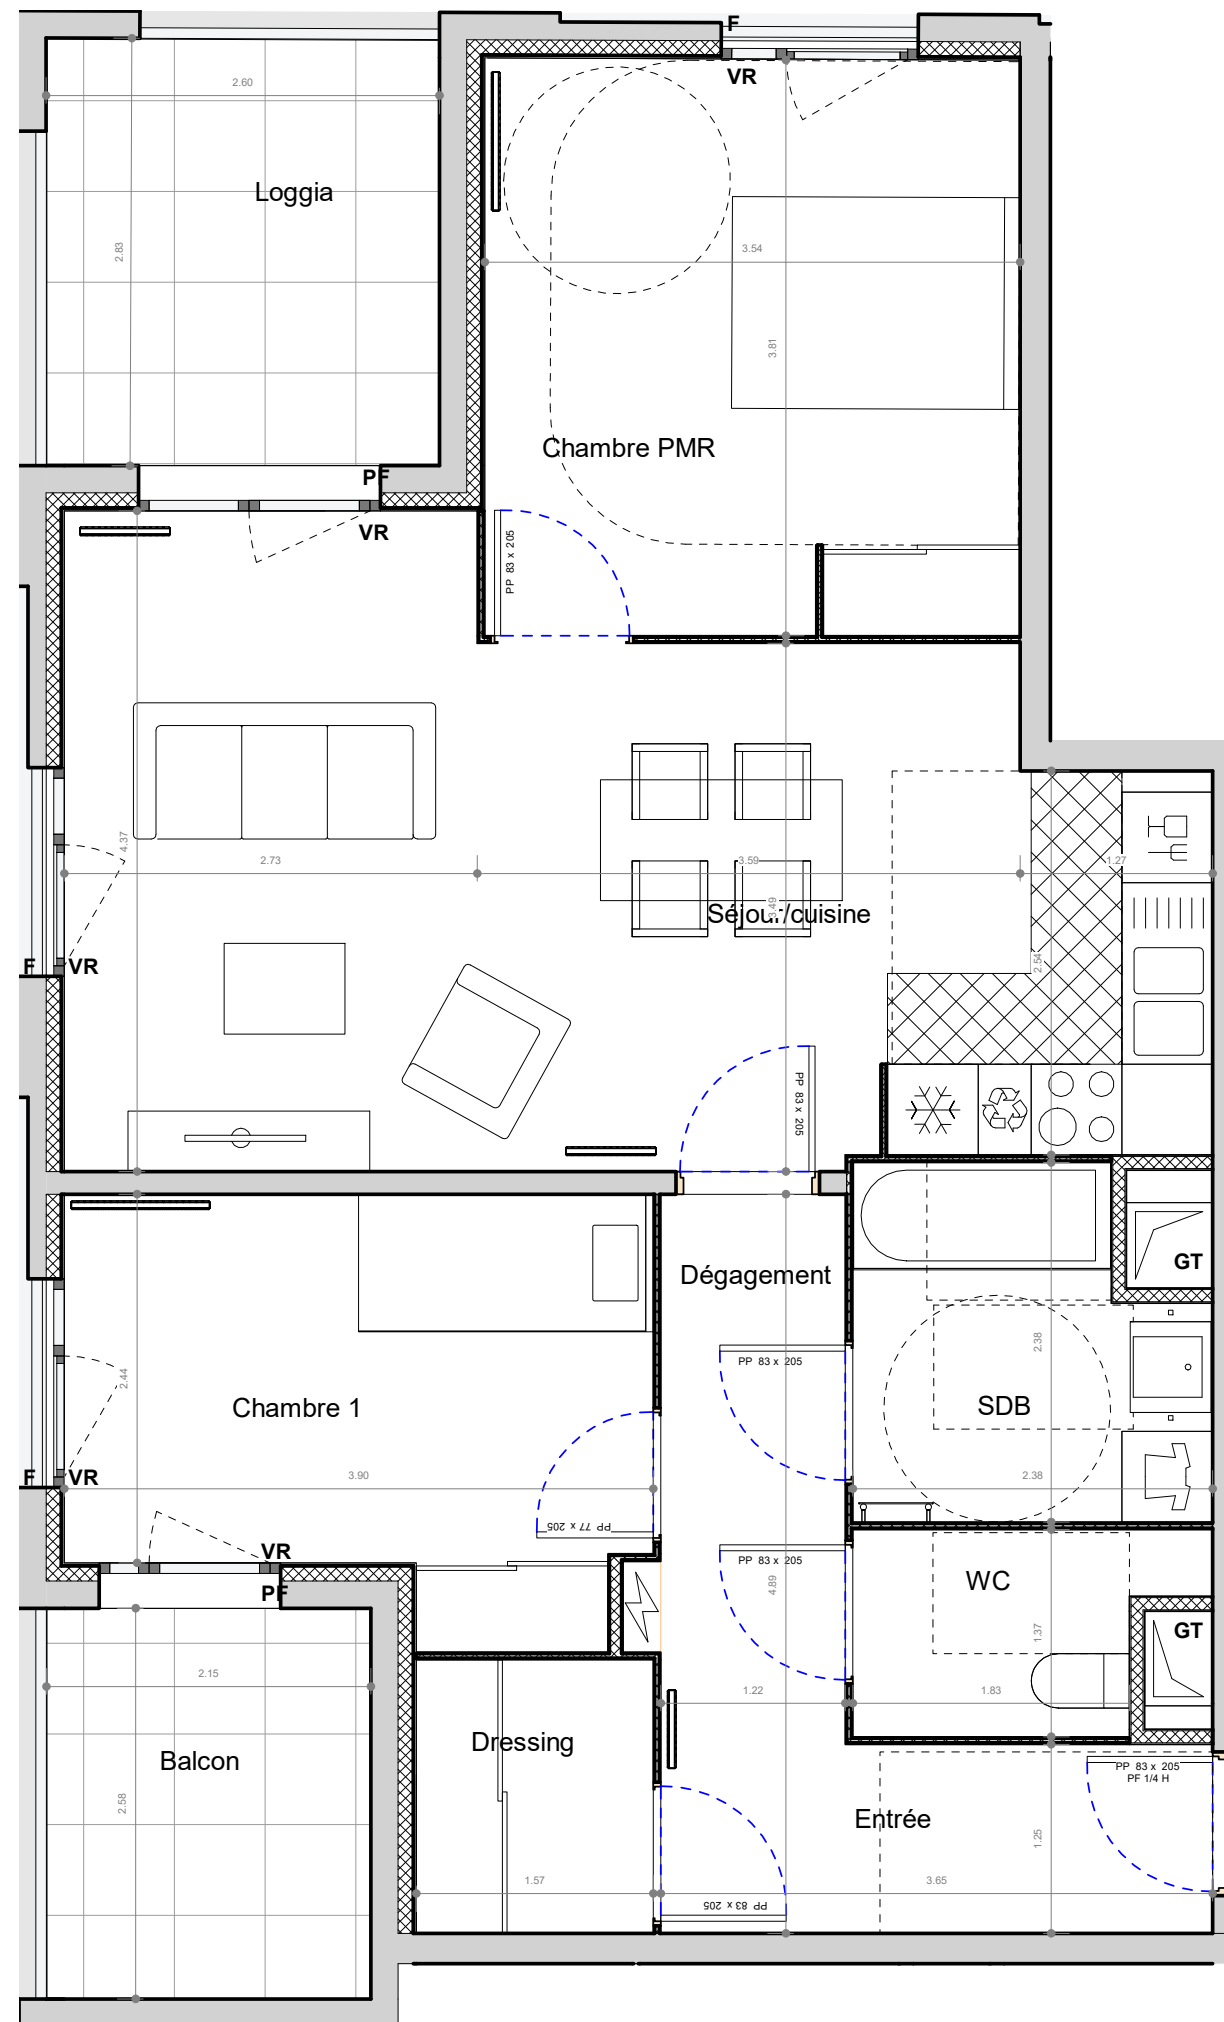 F
VR
2.60
Loggia
2.83
3.54
3.81
Chambre PMR
PF
VR
PP 83 x 205
4.37
2.73
3.59
1.27
Séjour/cuisine
3.49
2.54
F
VR
PP 83 x 205
GT
Dégagement
2.38
PP 83 x 205
2.44
Chambre 1
SDB
F
VR
3.90
2.38
PP 77 x 205
VR
PF
PP 83 x 205
4.89
WC
1.37
GT
2.15
1.22
1.83
Dressing
Balcon
PP 83 x 205
PF 1/4 H
2.58
Entrée
1.25
1.57
3.65
PP 83 x 205